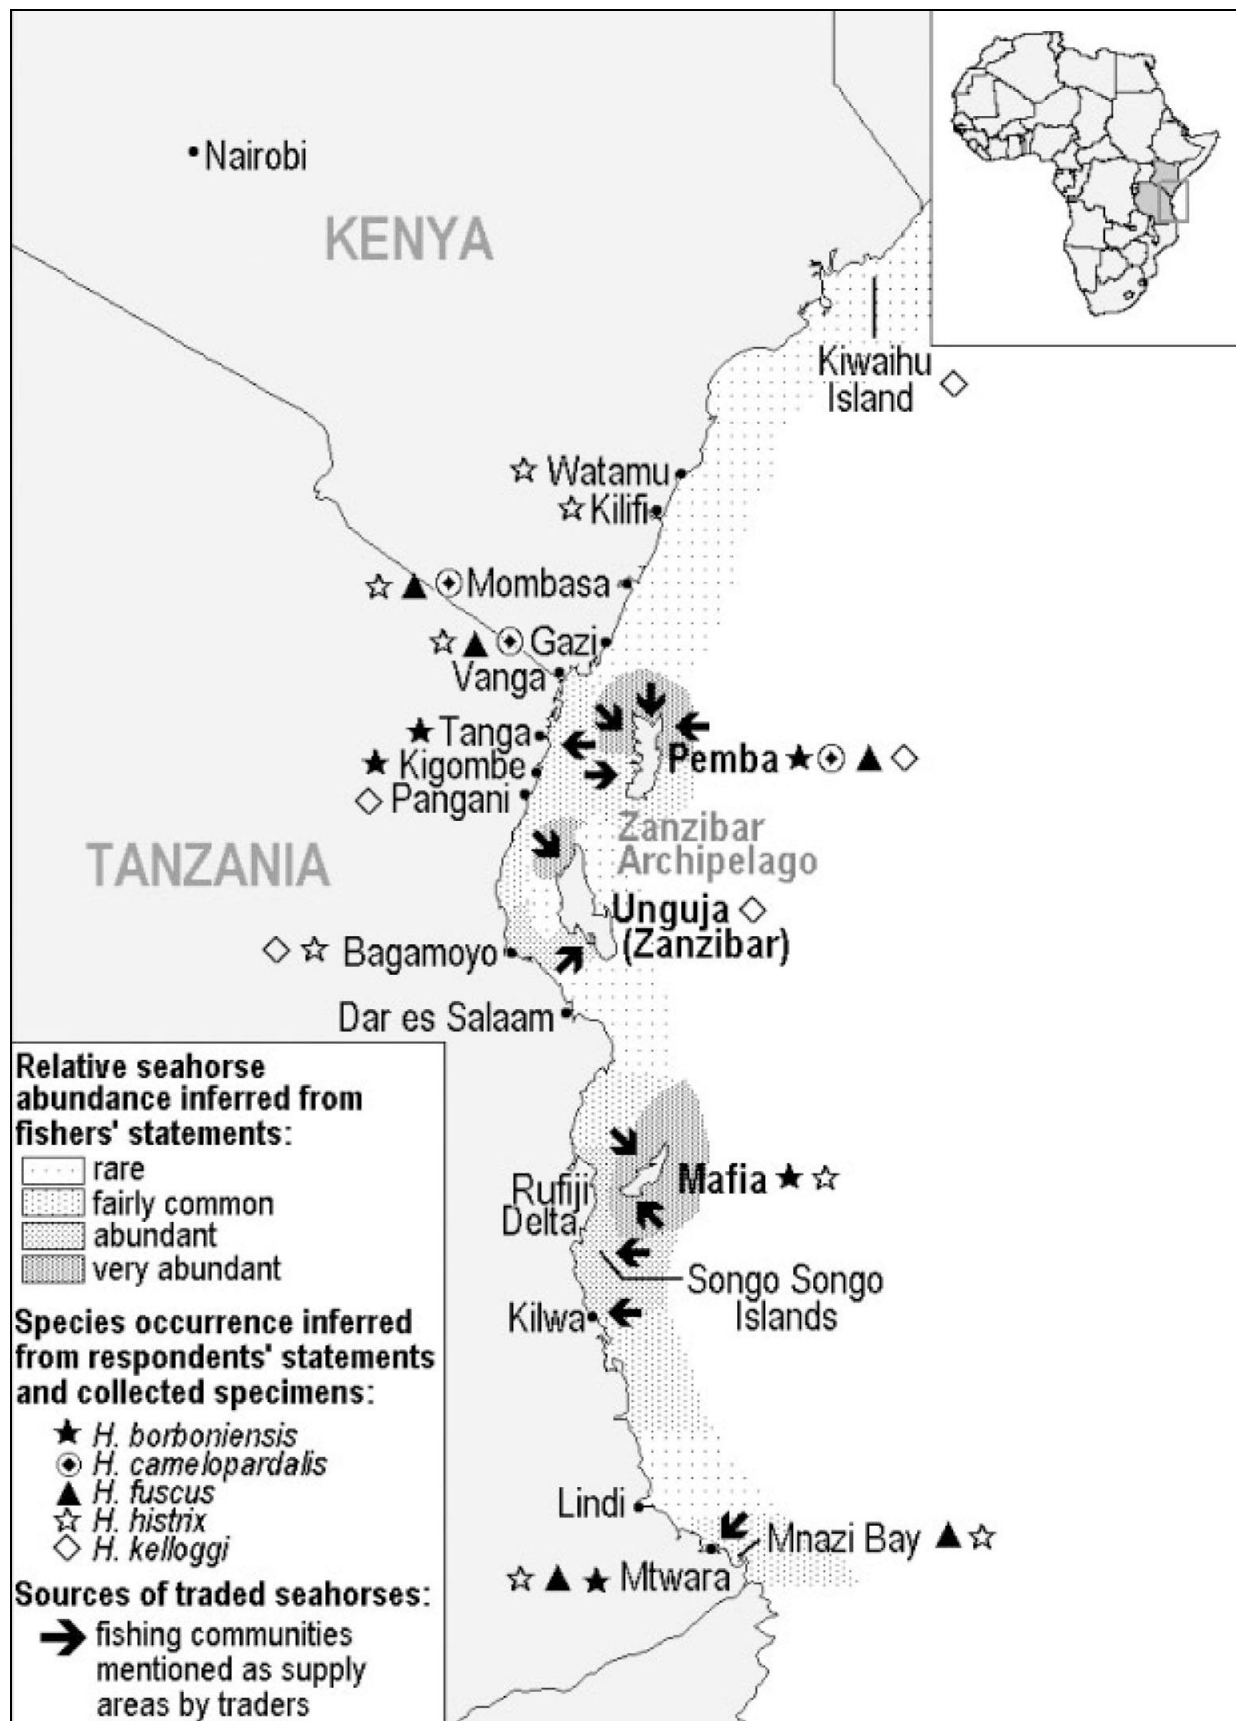 Nairobi
KENYA
Kiwaihu
Island
Watamu
Kilifi
Mombasa
Gazi
Vanga
Tanga
Kigombe
Pangani
Pemba
Zanzibar
Archipelago
TANZANIA
Unguja
(Zanzibar)
Bagamoyo
Dar es Salaam
Mafia
Rufiji
Delta
Songo Songo
Islands
Kilwa
Lindi
Mnazi Bay
Mtwara
Relative seahorse
abundance inferred from
fishers' statements:
rare
fairly common
abundant
very abundant
Species occurrence inferred
from respondents' statements
and collected specimens:
H. borboniensis
H. camelopardalis
H. fuscus
H. histrix
H. kelloggi
Sources of traded seahorses:
fishing communities
mentioned as supply
areas by traders